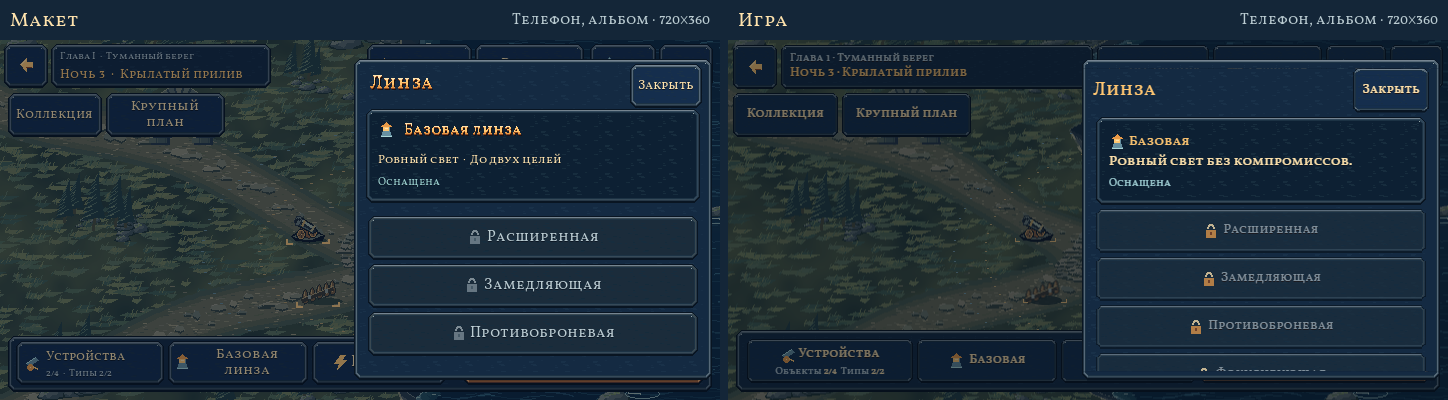 Макет
Телефон, альбом · 720×360
Глава I · Туманный берег
Ночь 3 · Крылатый прилив
Коллекция
Крупный
план
Линза
Закрыть
Базовая линза
Ровный свет · До двух целей
Оснащена
Расширенная
Замедляющая
Противоброневая
Устройства
2/4 · Типы 2/2
Базовая
линза
Игра
Телефон, альбом · 720×360
Глава 1 · Туманный берег
Ночь 3 · Крылатый прилив
Коллекция
Крупный план
Линза
Закрыть
Базовая
Ровный свет без компромиссов.
Оснащена
Расширенная
Замедляющая
Противоброневая
Устройства
Объекты 2/4 Типы 2/2
Базовая